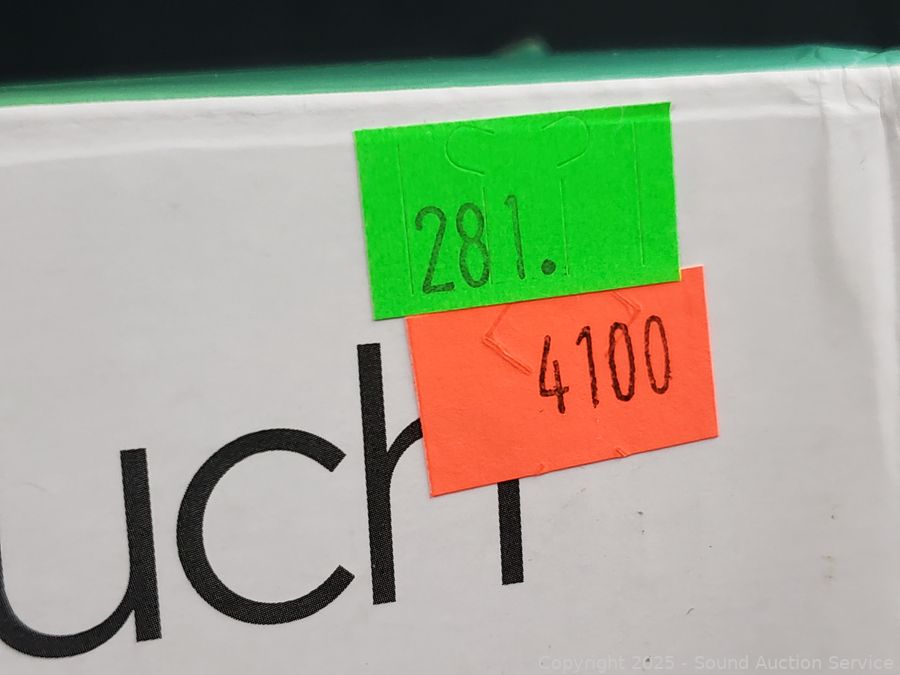 281.
4100
uch
Copyright 2025 - Sound Auction Service